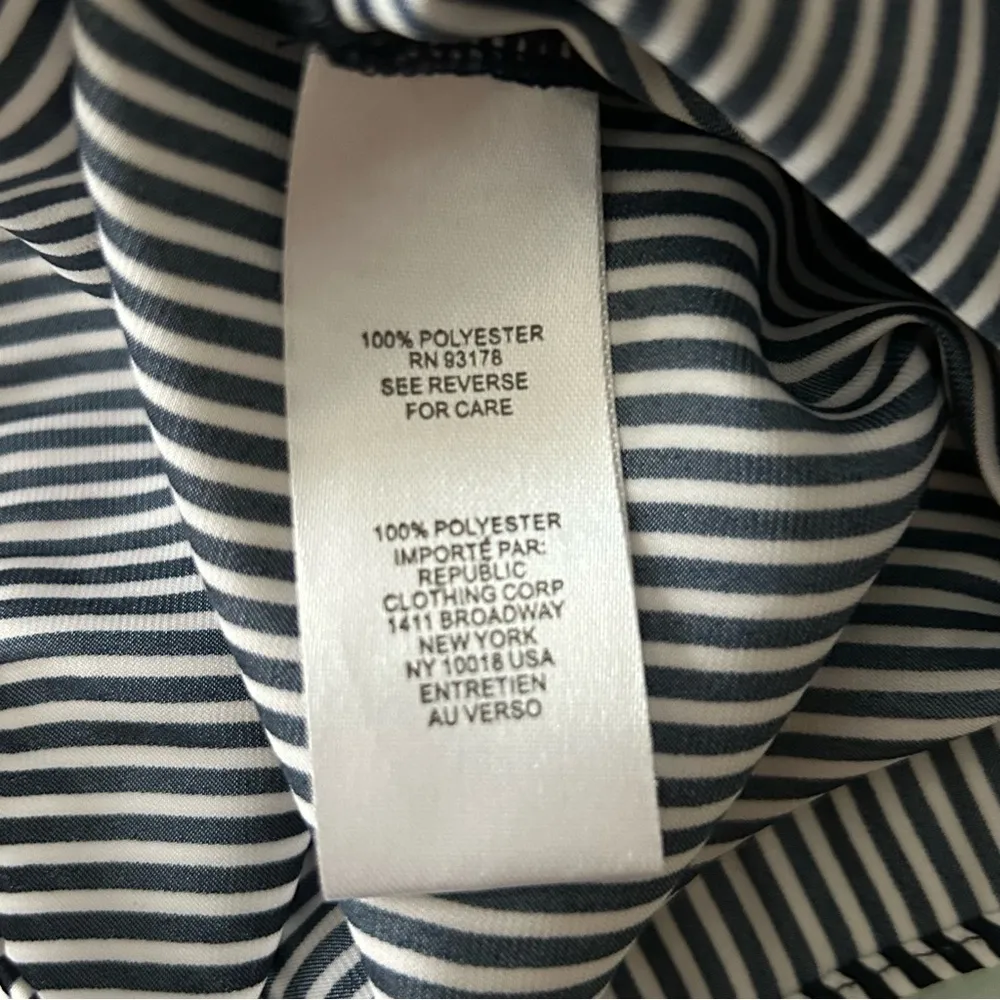 100% POLYESTER
RN 93178
SEE REVERSE
FOR CARE
100% POLYESTER
IMPORTÉ PAR:
REPUBLIC
CLOTHING CORP
1411 BROADWAY
NEW YORK
NY 10018 USA
ENTRETIEN
AU VERSO